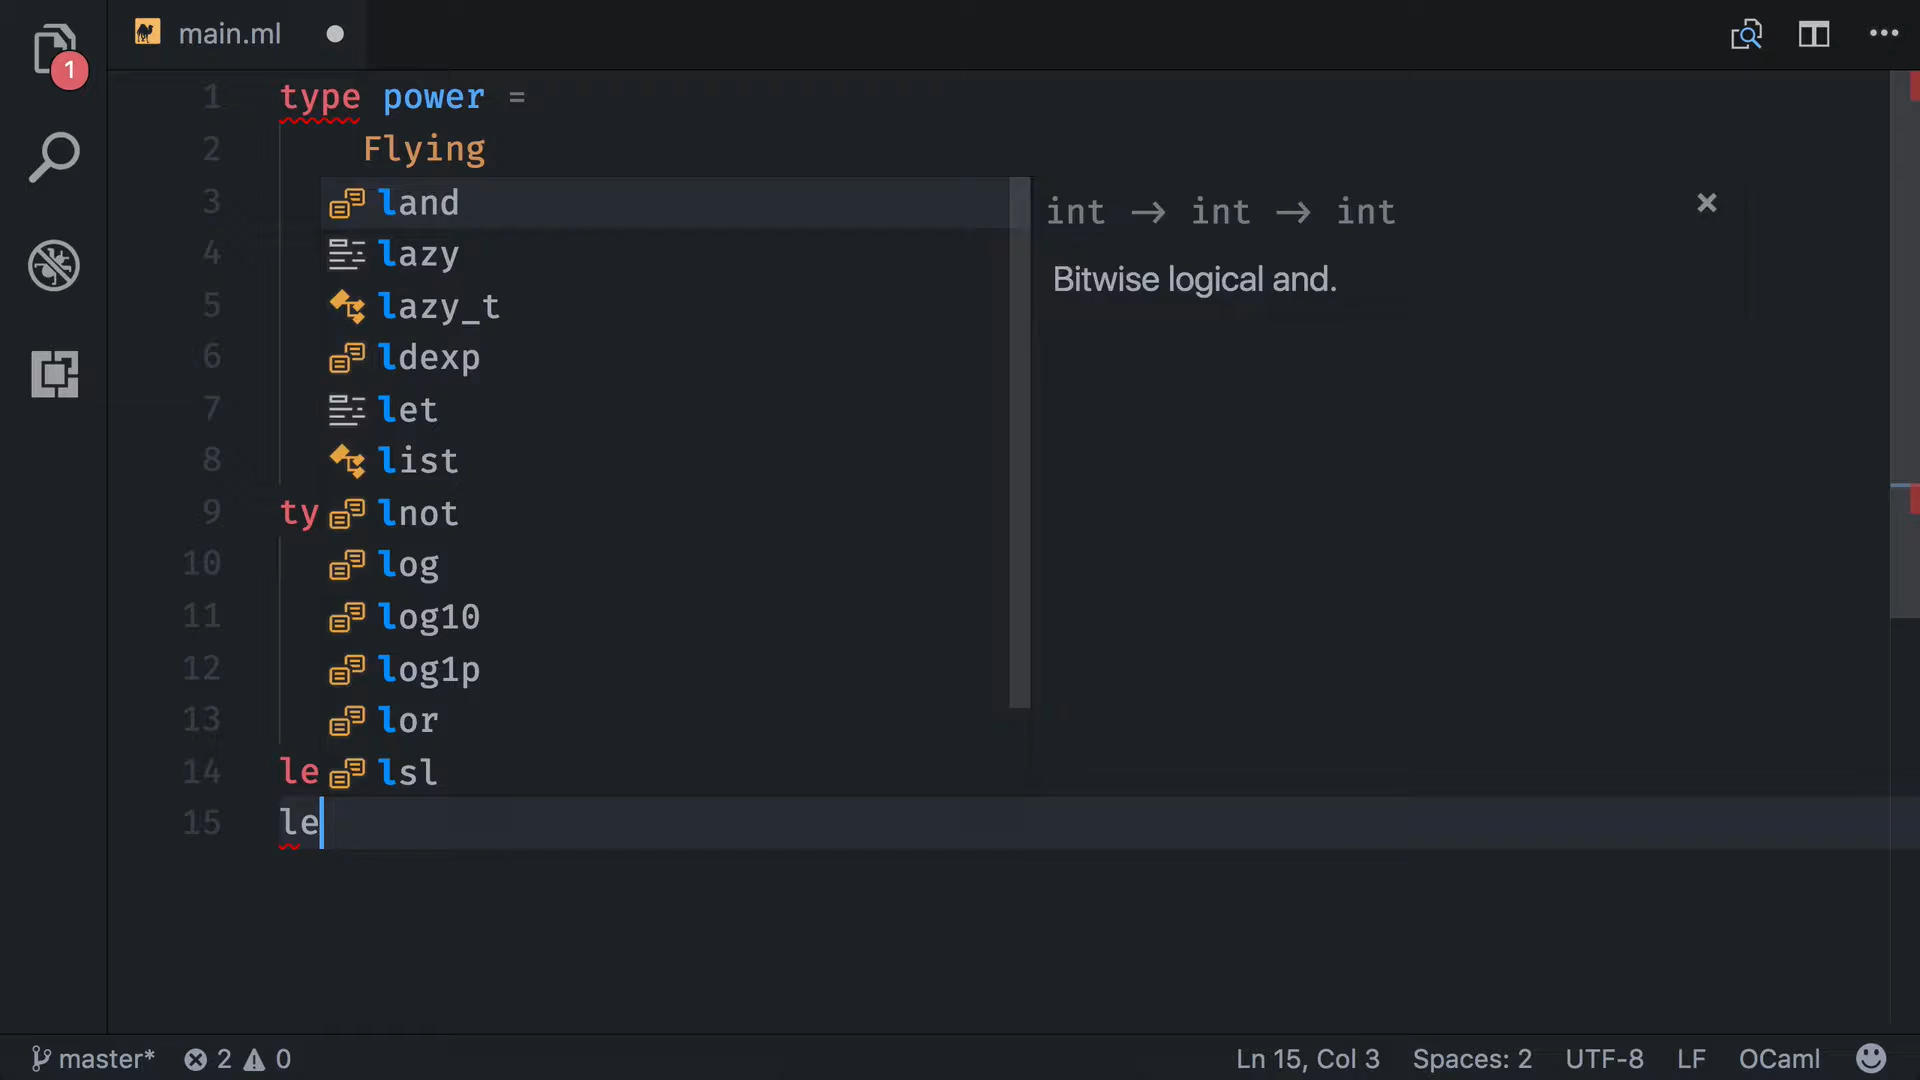 1
main.ml
1 type power =
2 Flying
3 land
int → int → int
Bitwise logical and.
4 lazy
5 lazy_t
6 ldexp
7 let
8 list
9 ty lnot
10 log
11 log10
12 log1p
13 lor
14 le lsl
15 le
master* 2 0 Ln 15, Col 3 Spaces: 2 UTF-8 LF OCaml